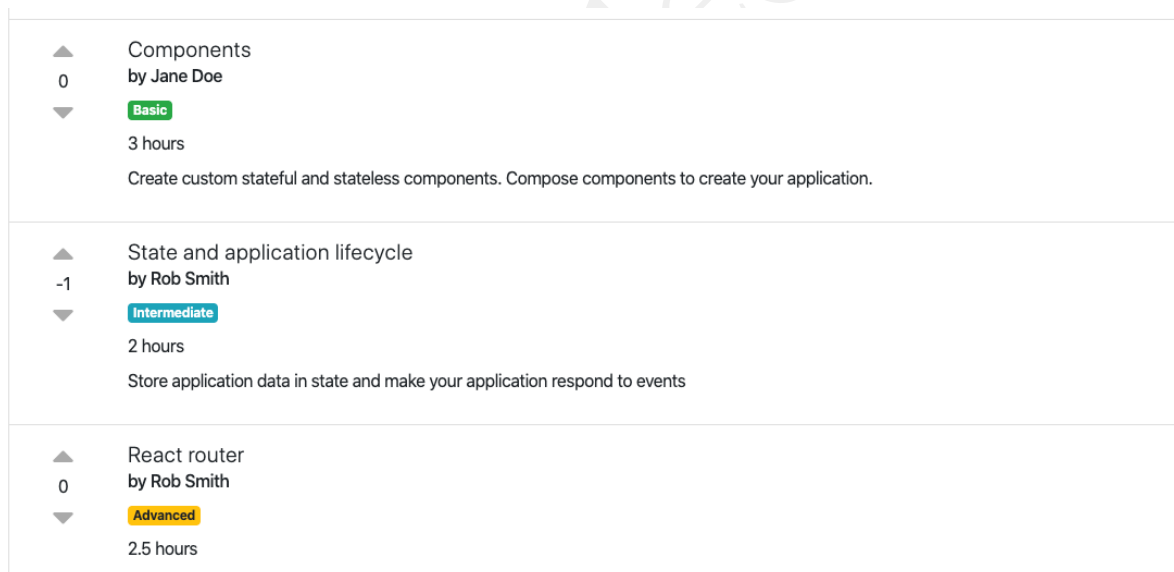 Components
0
by Jane Doe
Basic
3 hours
Create custom stateful and stateless components. Compose components to create your application.
State and application lifecycle
-1
by Rob Smith
Intermediate
2 hours
Store application data in state and make your application respond to events
React router
0
by Rob Smith
Advanced
2.5 hours